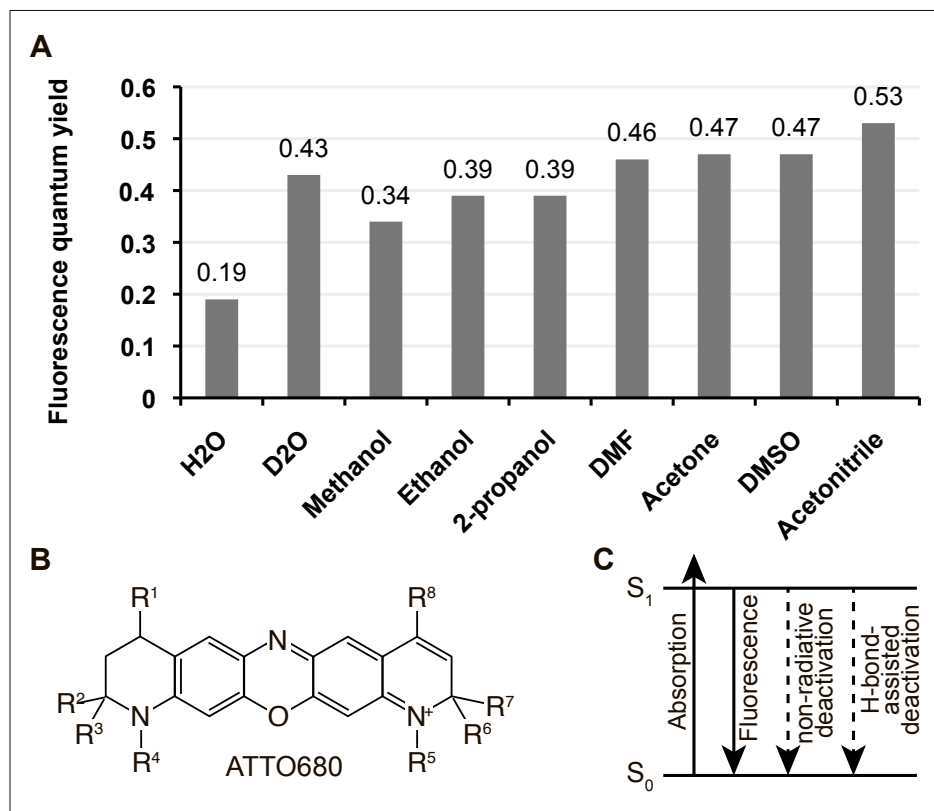 A
Fluorescence quantum yield
0.6
0.5
0.4
0.3
0.2
0.1
0
0.19
0.43
0.34
0.39
0.39
0.46
0.47
0.47
0.53
H2O
D2O
Methanol
Ethanol
2-propanol
DMF
Acetone
DMSO
Acetonitrile
B
R¹
R⁸
N
R²
R³
N
R⁴
O
N⁺
R⁵
R⁶
R⁷
ATTO680
C
S₁
Absorption
Fluorescence
non-radiative
deactivation
H-bond-
assisted
deactivation
S₀